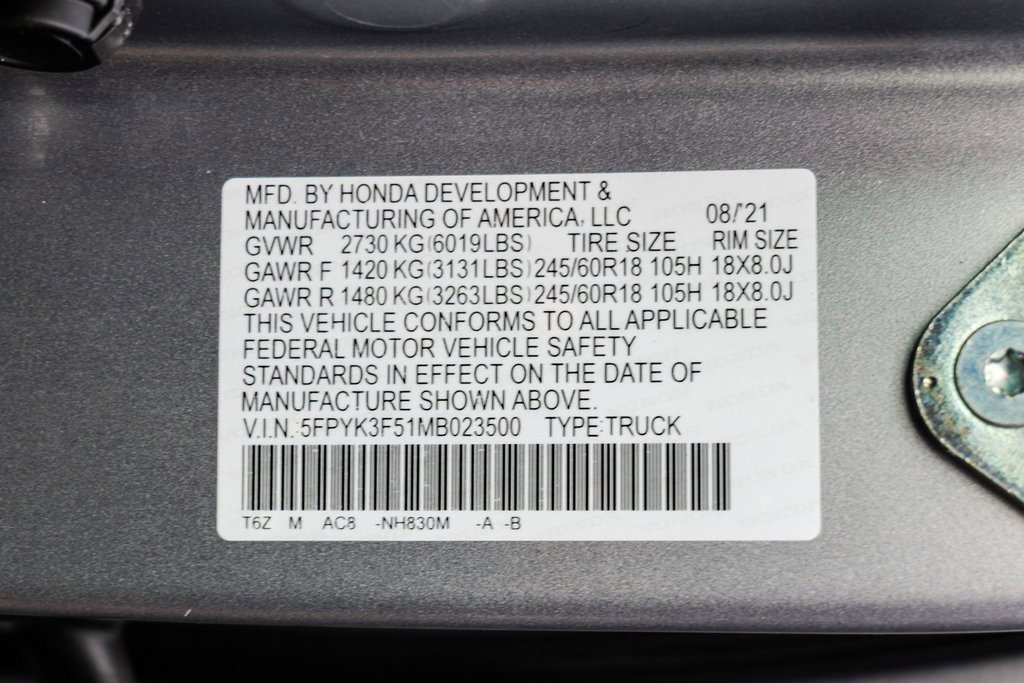 MFD. BY HONDA DEVELOPMENT &
MANUFACTURING OF AMERICA, LLC 08/'21
GVWR 2730 KG(6019LBS) TIRE SIZE RIM SIZE
GAWR F 1420 KG(3131LBS) 245/60R18 105H 18X8.0J
GAWR R 1480 KG(3263LBS) 245/60R18 105H 18X8.0J
THIS VEHICLE CONFORMS TO ALL APPLICABLE
FEDERAL MOTOR VEHICLE SAFETY
STANDARDS IN EFFECT ON THE DATE OF
MANUFACTURE SHOWN ABOVE.
V.I.N.:5FPYK3F51MB023500 TYPE:TRUCK
T6Z M AC8 -NH830M -A -B